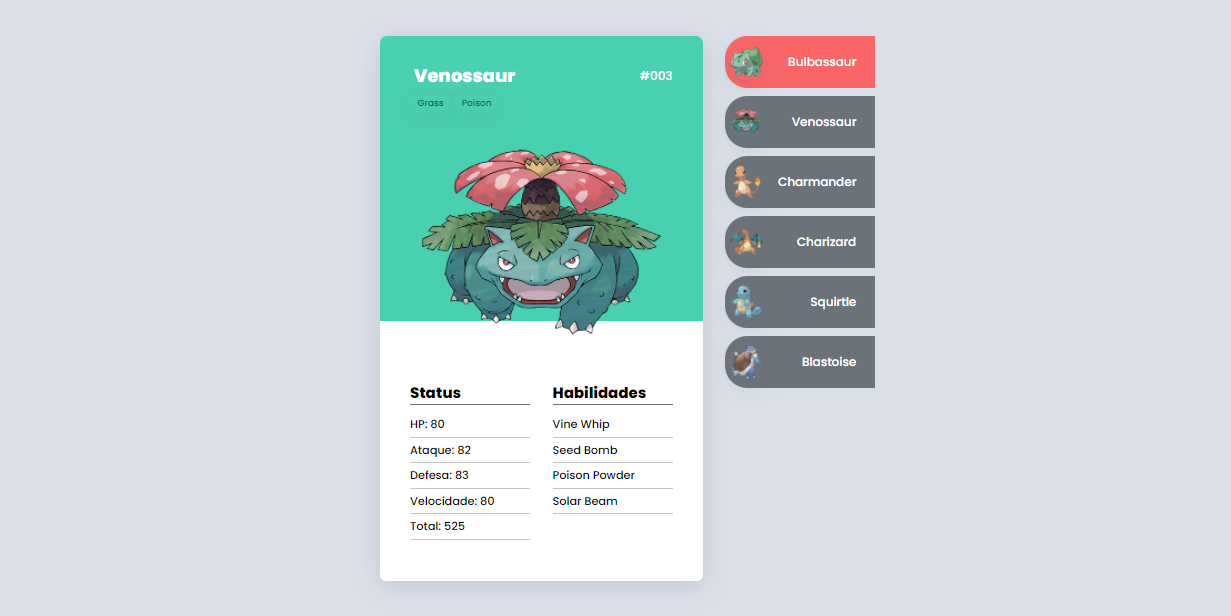 Venossaur
#003
Grass
Poison
Status
HP: 80
Ataque: 82
Defesa: 83
Velocidade: 80
Total: 525
Habilidades
Vine Whip
Seed Bomb
Poison Powder
Solar Beam
Bulbassaur
Venossaur
Charmander
Charizard
Squirtle
Blastoise